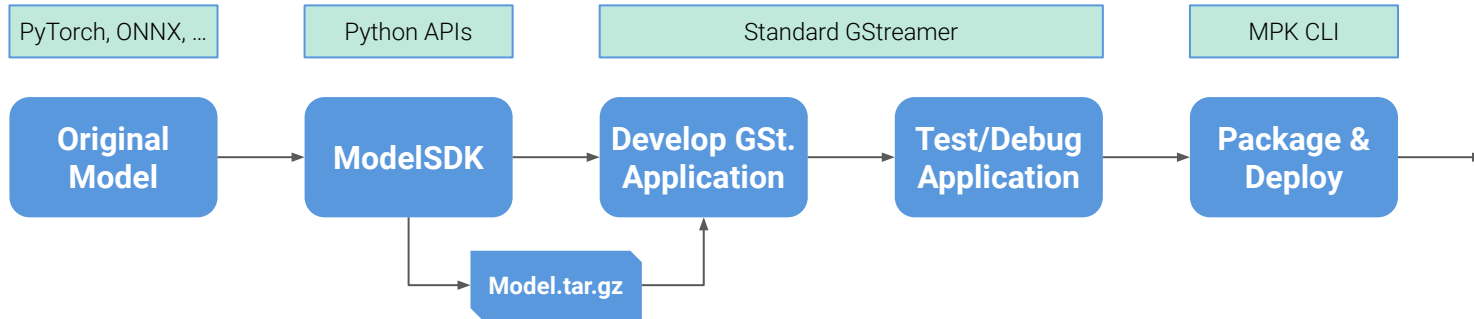 PyTorch, ONNX, ...
Python APIs
Standard GStreamer
MPK CLI
Original
Model
ModelSDK
Develop GSt.
Application
Test/Debug
Application
Package &
Deploy
Model.tar.gz